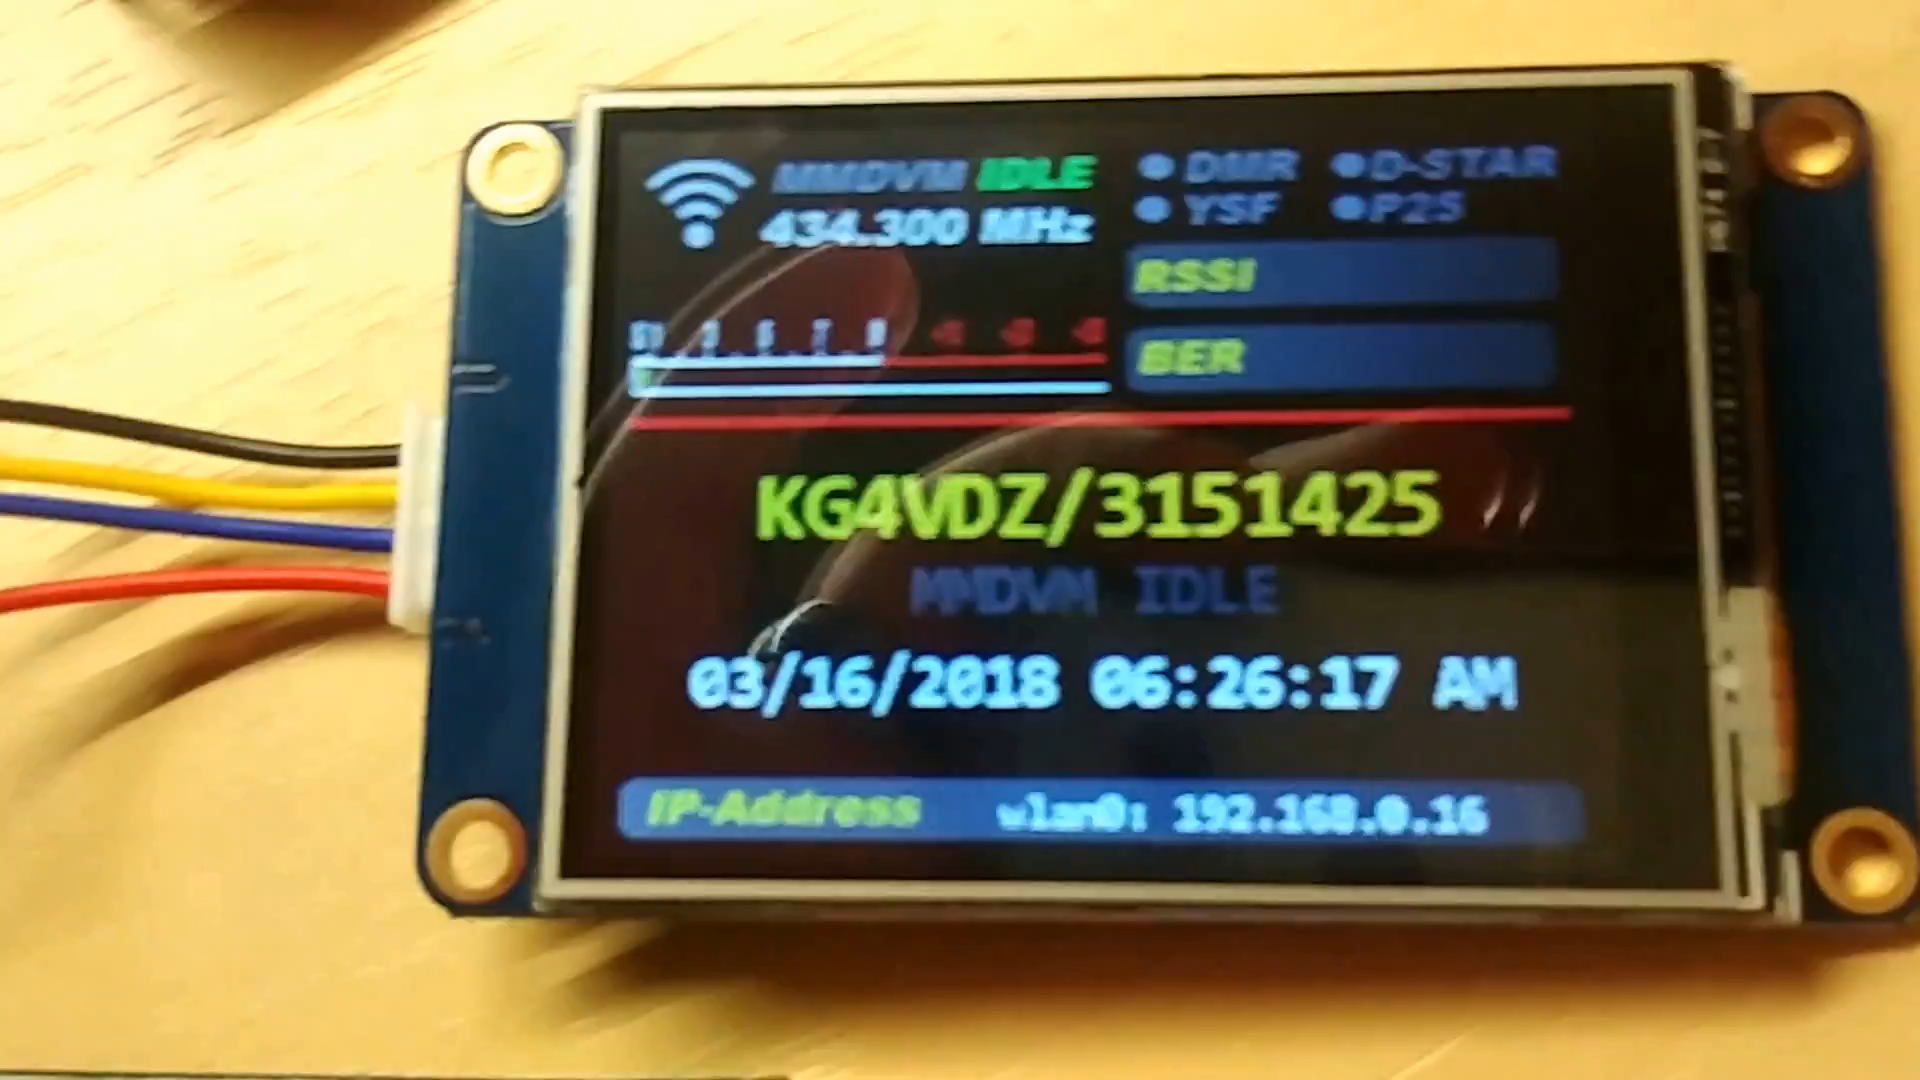 MMDVM IDLE
434.300 MHz
DMR D-STAR
YSF P25
RSSI
BER
KG4VDZ/3151425
MMDVM IDLE
03/16/2018 06:26:17 AM
IP-Address wlan0: 192.168.0.16